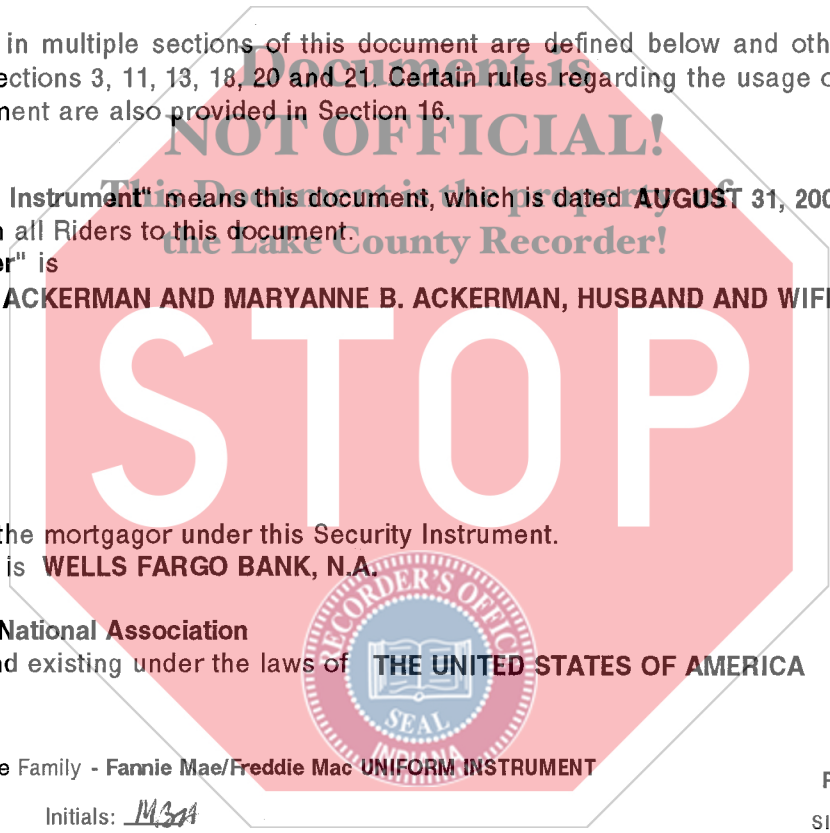 in multiple sections of this document are defined below and oth
ections 3, 11, 13, 18, 20 and 21. Certain rules regarding the usage o
ment are also provided in Section 16.
Document is
NOT OFFICIAL!
This Document is the property of
the Lake County Recorder!
Instrument" means this document, which is dated AUGUST 31, 200
all Riders to this document.
er" is
ACKERMAN AND MARYANNE B. ACKERMAN, HUSBAND AND WIFE
STOP
the mortgagor under this Security Instrument.
is WELLS FARGO BANK, N.A.
National Association
nd existing under the laws of THE UNITED STATES OF AMERICA
RECORDER'S OFFICE
SEAL
INDIANA
e Family - Fannie Mae/Freddie Mac UNIFORM INSTRUMENT
Initials: MBA